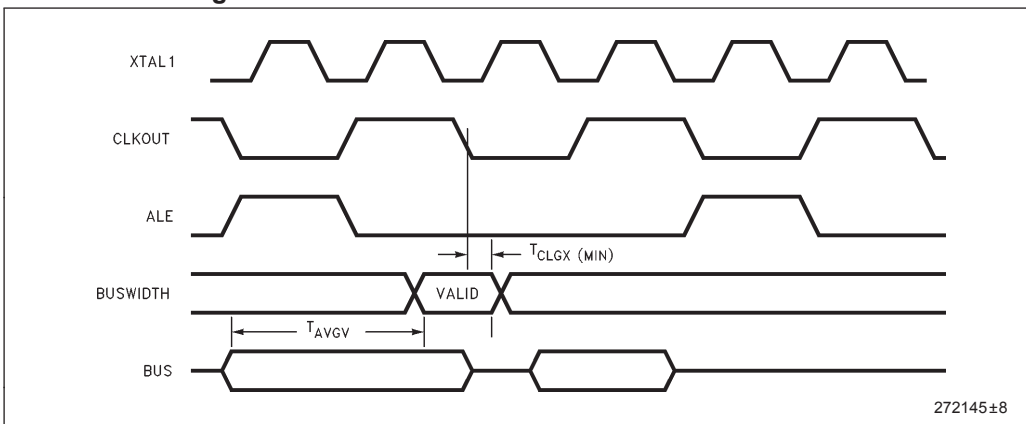 XTAL1
CLKOUT
ALE
TCLGX (MIN)
BUSWIDTH
VALID
TAVGV
BUS
272145±8